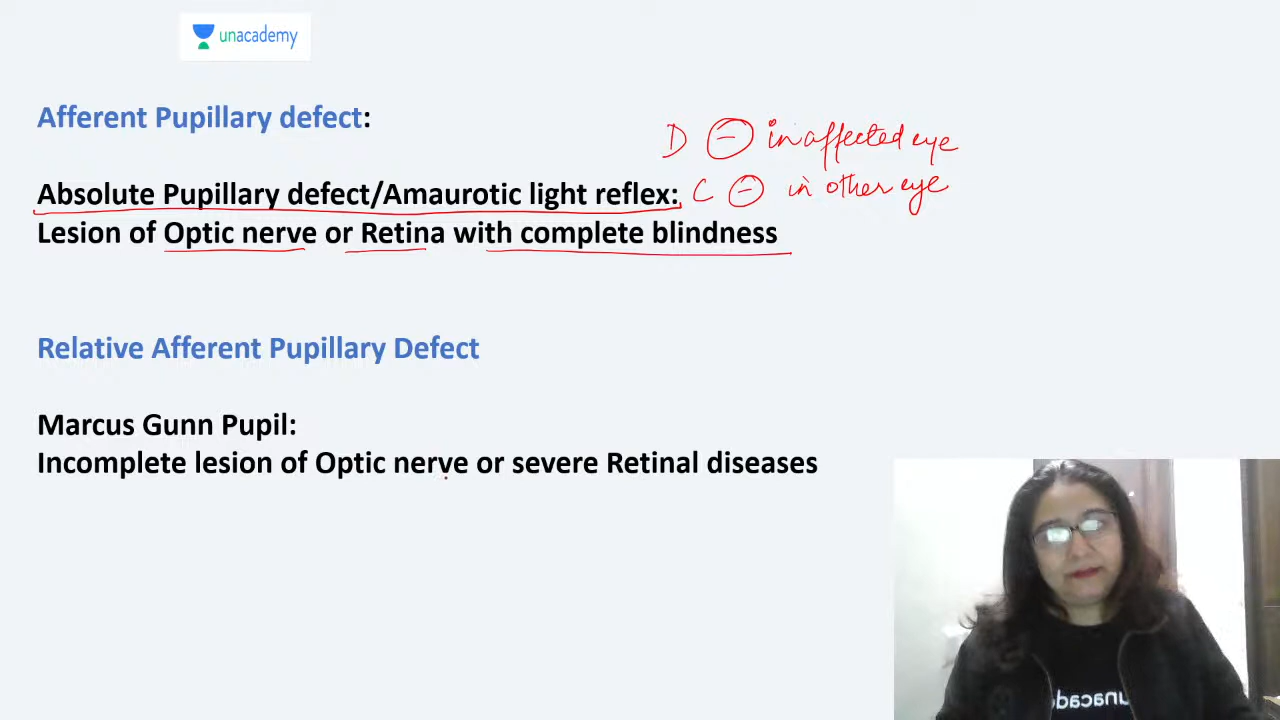 unacademy
Afferent Pupillary defect:
D ⊖ in affected eye
Absolute Pupillary defect/Amaurotic light reflex:
C ⊖ in other eye
Lesion of Optic nerve or Retina with complete blindness
Relative Afferent Pupillary Defect
Marcus Gunn Pupil:
Incomplete lesion of Optic nerve or severe Retinal diseases
unacade